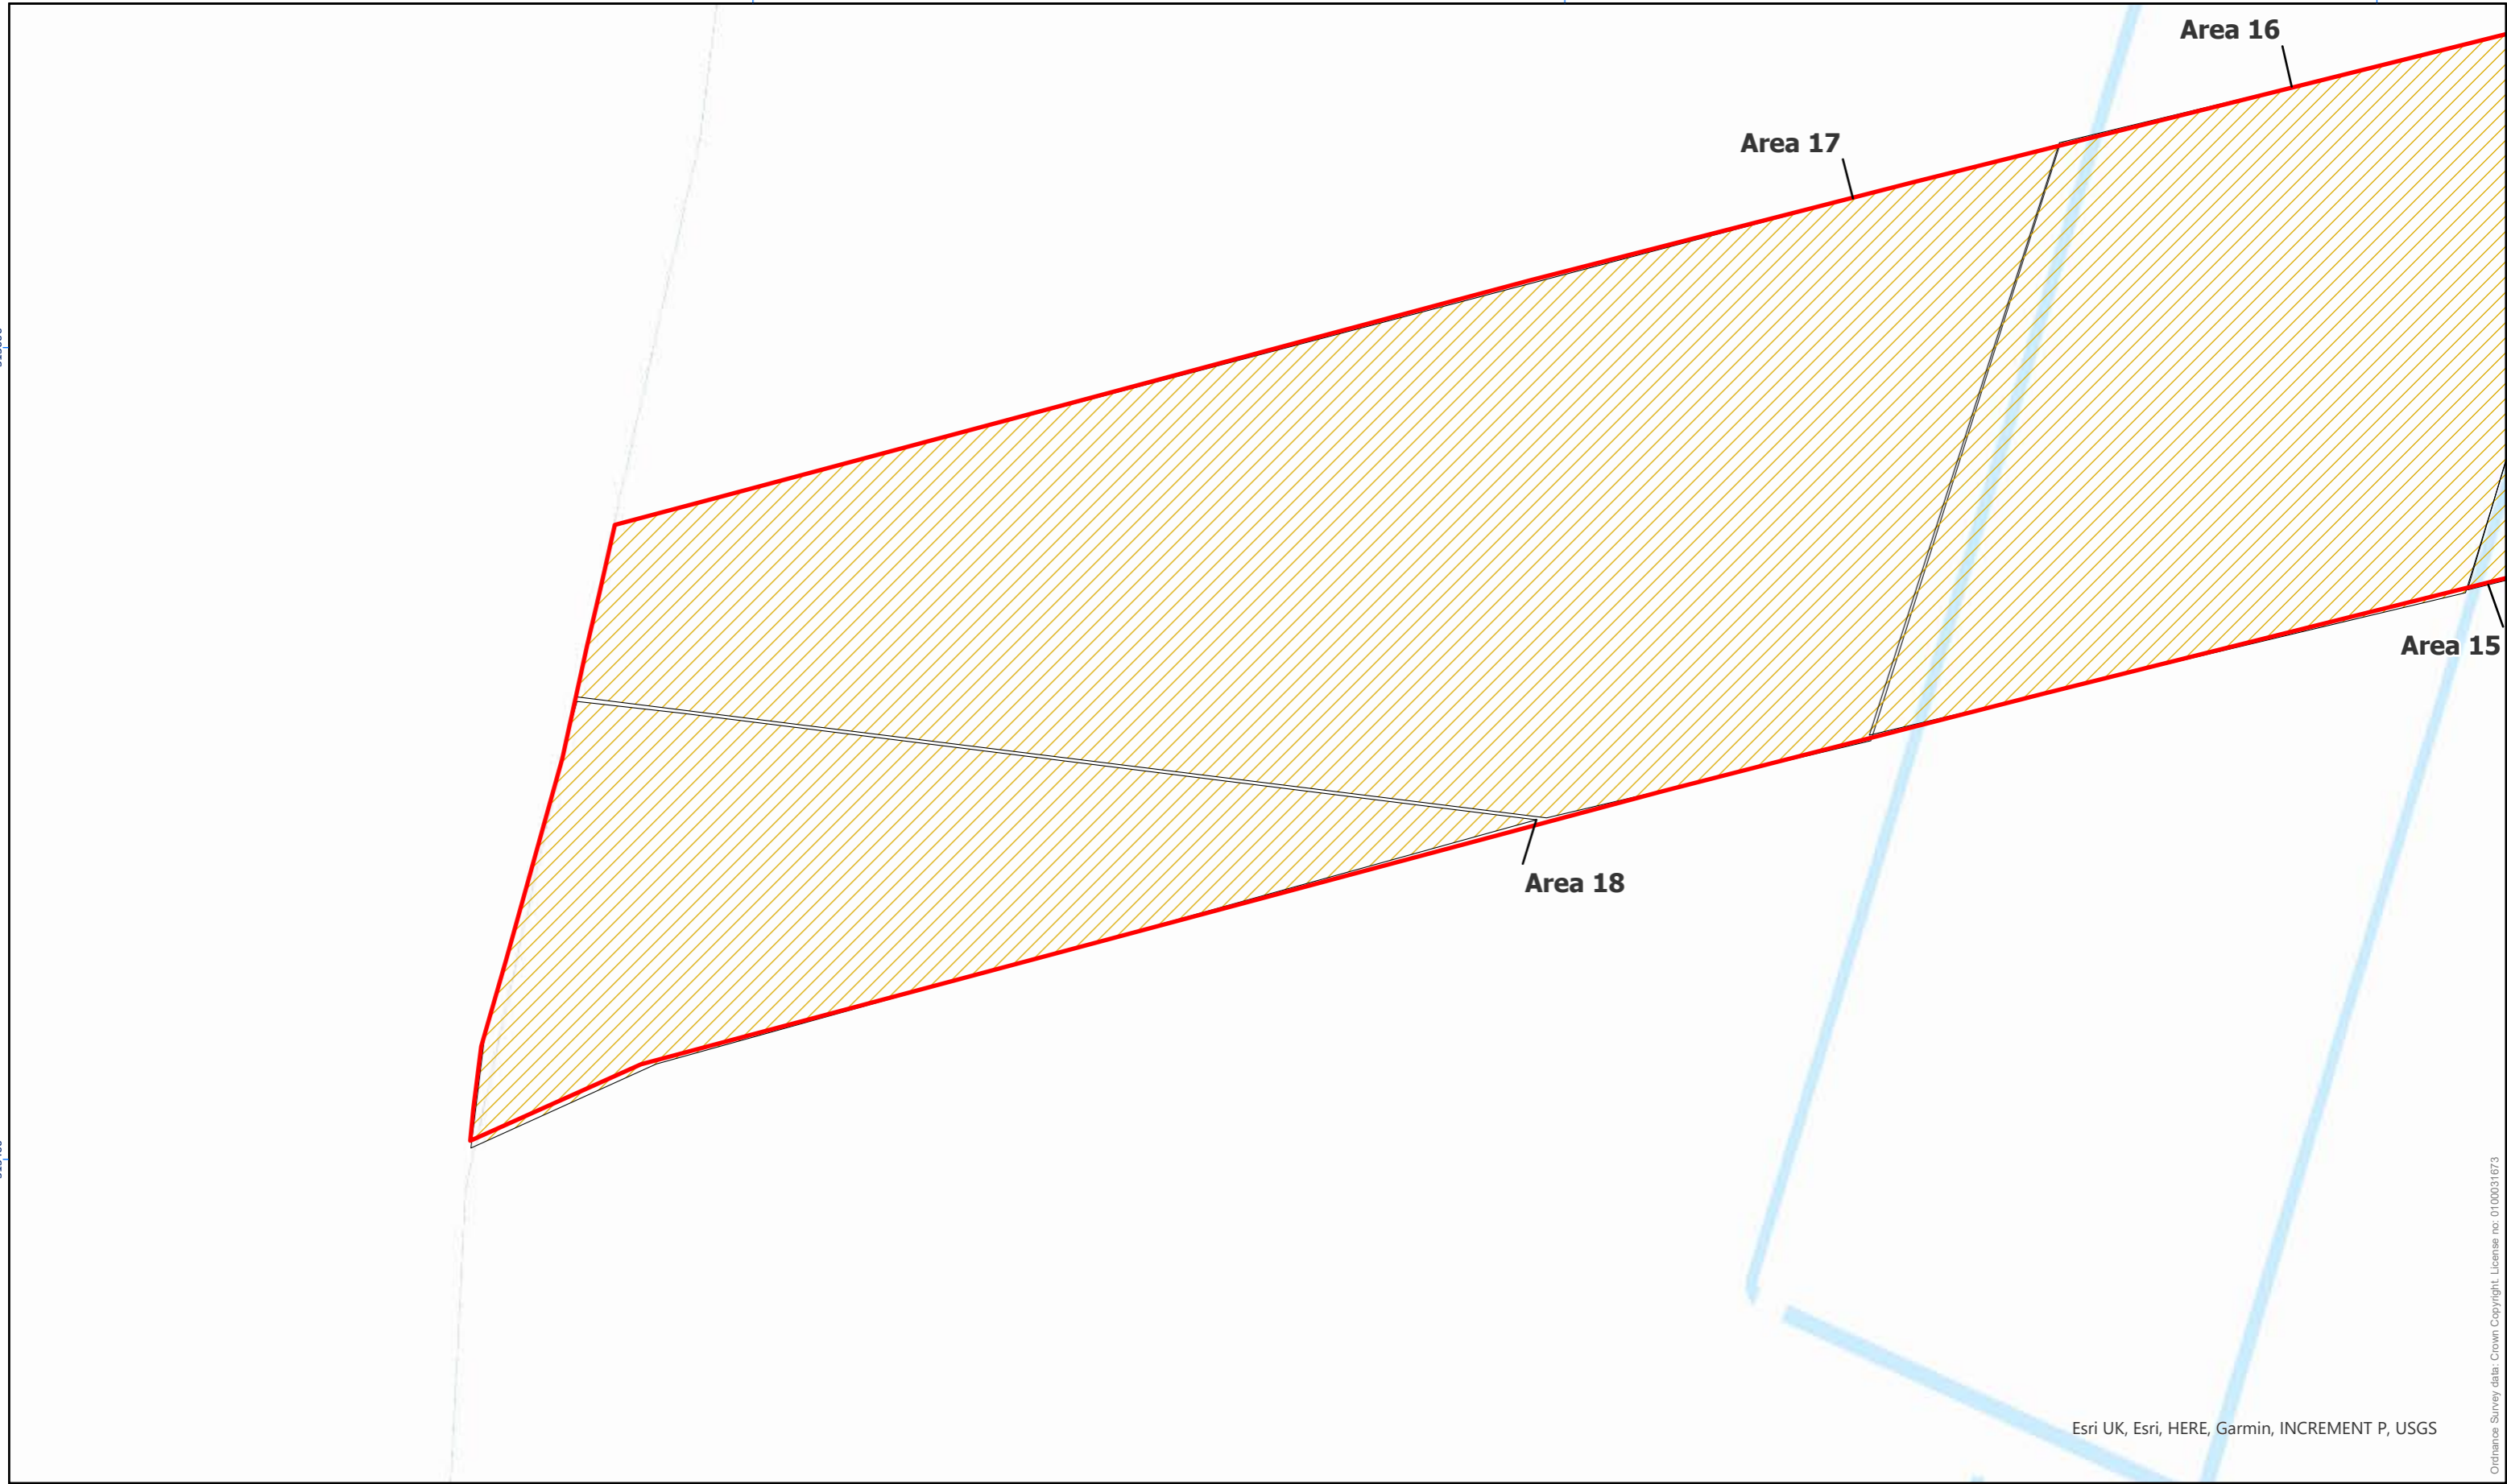 Area 16
Area 17
Area 15
Area 18
Esri UK, Esri, HERE, Garmin, INCREMENT P, USGS
Ordnance Survey data: Crown Copyright. License no: 0100031673